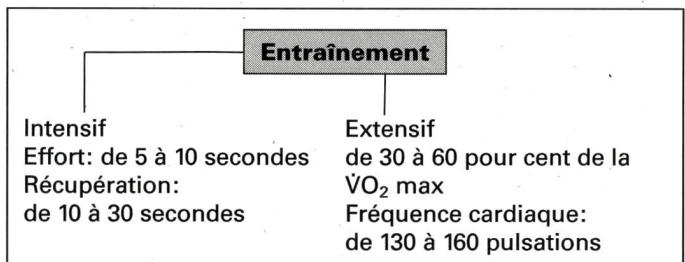 Entraînement
Intensif
Effort: de 5 à 10 secondes
Récupération:
de 10 à 30 secondes
Extensif
de 30 à 60 pour cent de la
V̇O₂ max
Fréquence cardiaque:
de 130 à 160 pulsations